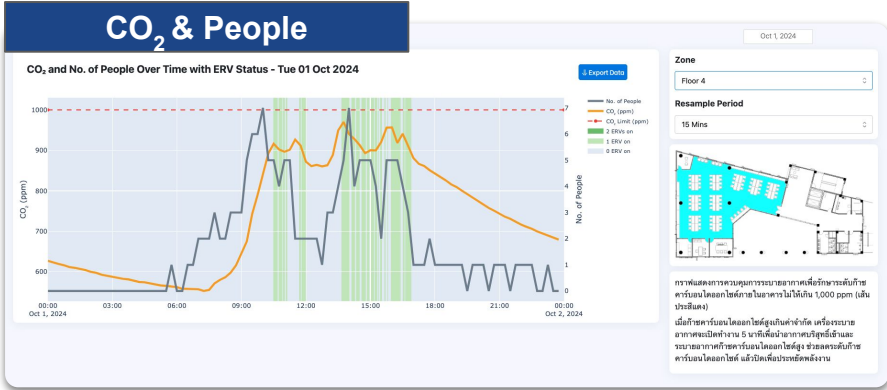 CO₂ & People
Oct 1, 2024
CO₂ and No. of People Over Time with ERV Status - Tue 01 Oct 2024
Export Data
Zone
Floor 4
Resample Period
15 Mins
No. of People
CO₂ (ppm)
CO₂ Limit (ppm)
2 ERVs on
1 ERV on
0 ERV on
1000
900
800
700
600
CO₂ (ppm)
7
6
5
4
3
2
1
0
No. of People
00:00
Oct 1, 2024
03:00
06:00
09:00
12:00
15:00
18:00
21:00
00:00
Oct 2, 2024
กราฟแสดงการควบคุมการระบายอากาศเพื่อรักษาระดับก๊าซ
คาร์บอนไดออกไซด์ภายในอาคารไม่ให้เกิน 1,000 ppm (เส้น
ประสีแดง)
เมื่อก๊าซคาร์บอนไดออกไซด์สูงเกินค่าจำกัด เครื่องระบาย
อากาศจะเปิดทำงาน 5 นาทีเพื่อนำอากาศบริสุทธิ์เข้าและ
ระบายอากาศก๊าซคาร์บอนไดออกไซด์สูง ช่วยลดระดับก๊าซ
คาร์บอนไดออกไซด์ แล้วปิดเพื่อประหยัดพลังงาน